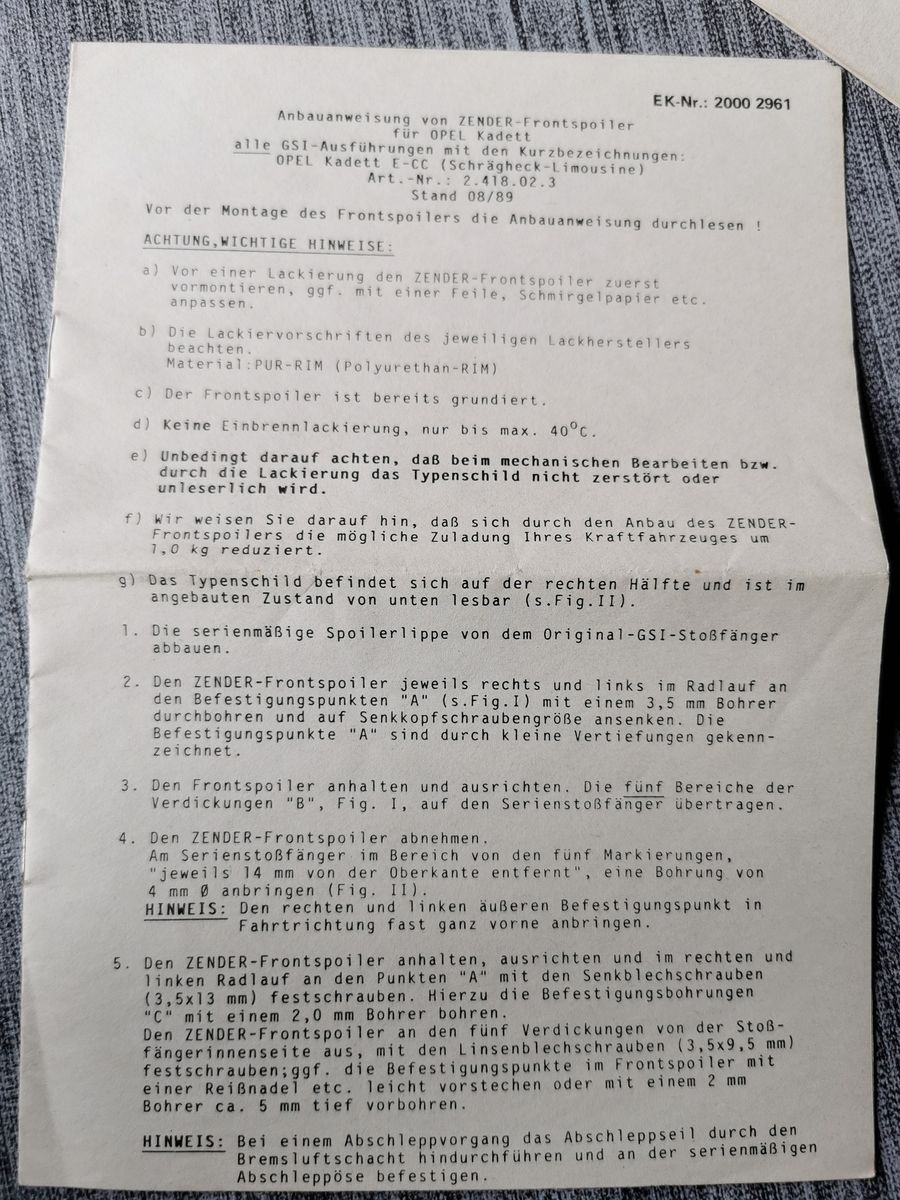 EK-Nr.: 2000 2961
Anbauanweisung von ZENDER-Frontspoiler
für OPEL Kadett
alle GSI-Ausführungen mit den Kurzbezeichnungen:
OPEL Kadett E-CC (Schrägheck-Limousine)
Art.-Nr.: 2.418.02.3
Stand 08/89
Vor der Montage des Frontspoilers die Anbauanweisung durchlesen !
ACHTUNG,WICHTIGE HINWEISE:
a) Vor einer Lackierung den ZENDER-Frontspoiler zuerst
vormontieren, ggf. mit einer Feile, Schmirgelpapier etc.
anpassen.
b) Die Lackiervorschriften des jeweiligen Lackherstellers
beachten.
Material:PUR-RIM (Polyurethan-RIM)
c) Der Frontspoiler ist bereits grundiert.
d) Keine Einbrennlackierung, nur bis max. 40°C.
e) Unbedingt darauf achten, daß beim mechanischen Bearbeiten bzw.
durch die Lackierung das Typenschild nicht zerstört oder
unleserlich wird.
f) Wir weisen Sie darauf hin, daß sich durch den Anbau des ZENDER-
Frontspoilers die mögliche Zuladung Ihres Kraftfahrzeuges um
1,0 kg reduziert.
g) Das Typenschild befindet sich auf der rechten Hälfte und ist im
angebauten Zustand von unten lesbar (s.Fig.II).
1. Die serienmäßige Spoilerlippe von dem Original-GSI-Stoßfänger
abbauen.
2. Den ZENDER-Frontspoiler jeweils rechts und links im Radlauf an
den Befestigungspunkten "A" (s.Fig.I) mit einem 3,5 mm Bohrer
durchbohren und auf Senkkopfschraubengröße ansenken. Die
Befestigungspunkte "A" sind durch kleine Vertiefungen gekenn-
zeichnet.
3. Den Frontspoiler anhalten und ausrichten. Die fünf Bereiche der
Verdickungen "B", Fig. I, auf den Serienstoßfänger übertragen.
4. Den ZENDER-Frontspoiler abnehmen.
Am Serienstoßfänger im Bereich von den fünf Markierungen,
"jeweils 14 mm von der Oberkante entfernt", eine Bohrung von
4 mm Ø anbringen (Fig. II).
HINWEIS: Den rechten und linken äußeren Befestigungspunkt in
Fahrtrichtung fast ganz vorne anbringen.
5. Den ZENDER-Frontspoiler anhalten, ausrichten und im rechten und
linken Radlauf an den Punkten "A" mit den Senkblechschrauben
(3,5x13 mm) festschrauben. Hierzu die Befestigungsbohrungen
"C" mit einem 2,0 mm Bohrer bohren.
Den ZENDER-Frontspoiler an den fünf Verdickungen von der Stoß-
fängerinnenseite aus, mit den Linsenblechschrauben (3,5x9,5 mm)
festschrauben;ggf. die Befestigungspunkte im Frontspoiler mit
einer Reißnadel etc. leicht vorstechen oder mit einem 2 mm
Bohrer ca. 5 mm tief vorbohren.
HINWEIS: Bei einem Abschleppvorgang das Abschleppseil durch den
Bremsluftschacht hindurchführen und an der serienmäßigen
Abschleppöse befestigen.